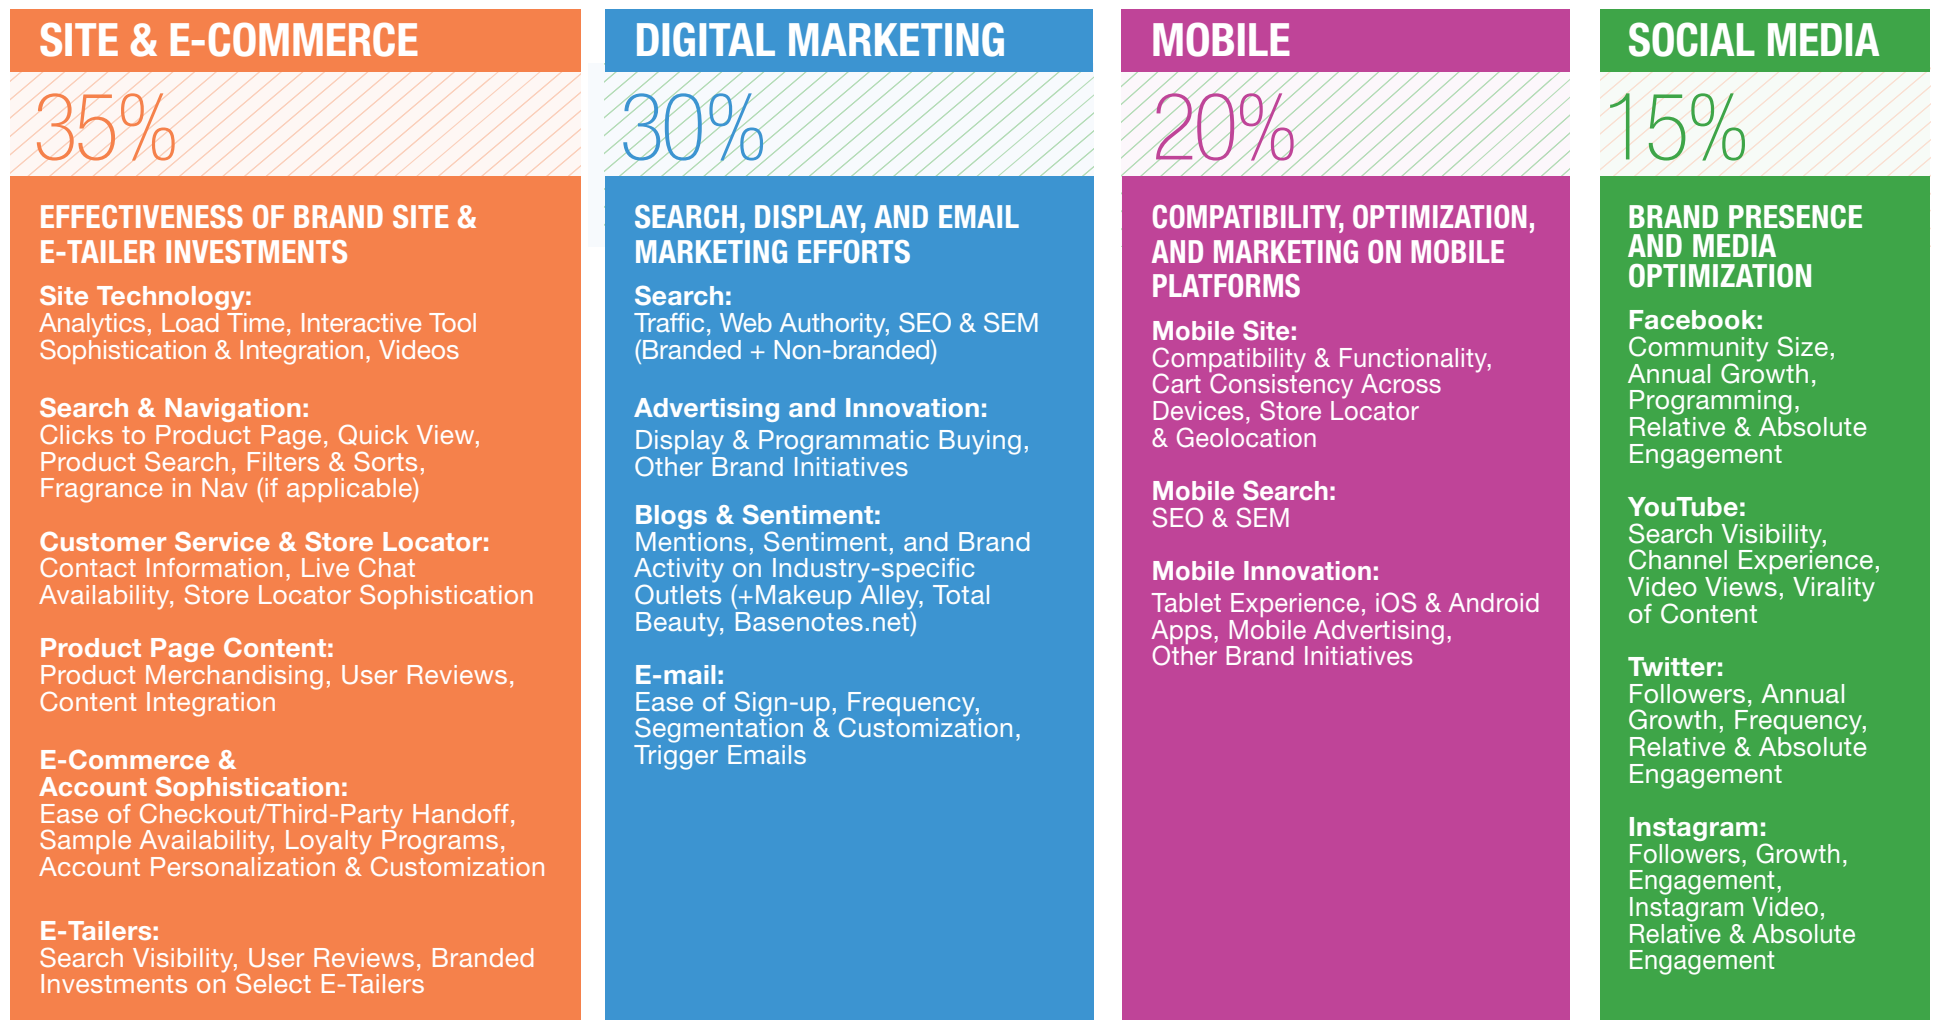 SITE & E-COMMERCE
35%
EFFECTIVENESS OF BRAND SITE &
E-TAILER INVESTMENTS
Site Technology:
Analytics, Load Time, Interactive Tool
Sophistication & Integration, Videos
Search & Navigation:
Clicks to Product Page, Quick View,
Product Search, Filters & Sorts,
Fragrance in Nav (if applicable)
Customer Service & Store Locator:
Contact Information, Live Chat
Availability, Store Locator Sophistication
Product Page Content:
Product Merchandising, User Reviews,
Content Integration
E-Commerce &
Account Sophistication:
Ease of Checkout/Third-Party Handoff,
Sample Availability, Loyalty Programs,
Account Personalization & Customization
E-Tailers:
Search Visibility, User Reviews, Branded
Investments on Select E-Tailers
DIGITAL MARKETING
30%
SEARCH, DISPLAY, AND EMAIL
MARKETING EFFORTS
Search:
Traffic, Web Authority, SEO & SEM
(Branded + Non-branded)
Advertising and Innovation:
Display & Programmatic Buying,
Other Brand Initiatives
Blogs & Sentiment:
Mentions, Sentiment, and Brand
Activity on Industry-specific
Outlets (+Makeup Alley, Total
Beauty, Basenotes.net)
E-mail:
Ease of Sign-up, Frequency,
Segmentation & Customization,
Trigger Emails
MOBILE
20%
COMPATIBILITY, OPTIMIZATION,
AND MARKETING ON MOBILE
PLATFORMS
Mobile Site:
Compatibility & Functionality,
Cart Consistency Across
Devices, Store Locator
& Geolocation
Mobile Search:
SEO & SEM
Mobile Innovation:
Tablet Experience, iOS & Android
Apps, Mobile Advertising,
Other Brand Initiatives
SOCIAL MEDIA
15%
BRAND PRESENCE
AND MEDIA
OPTIMIZATION
Facebook:
Community Size,
Annual Growth,
Programming,
Relative & Absolute
Engagement
YouTube:
Search Visibility,
Channel Experience,
Video Views, Virality
of Content
Twitter:
Followers, Annual
Growth, Frequency,
Relative & Absolute
Engagement
Instagram:
Followers, Growth,
Engagement,
Instagram Video,
Relative & Absolute
Engagement